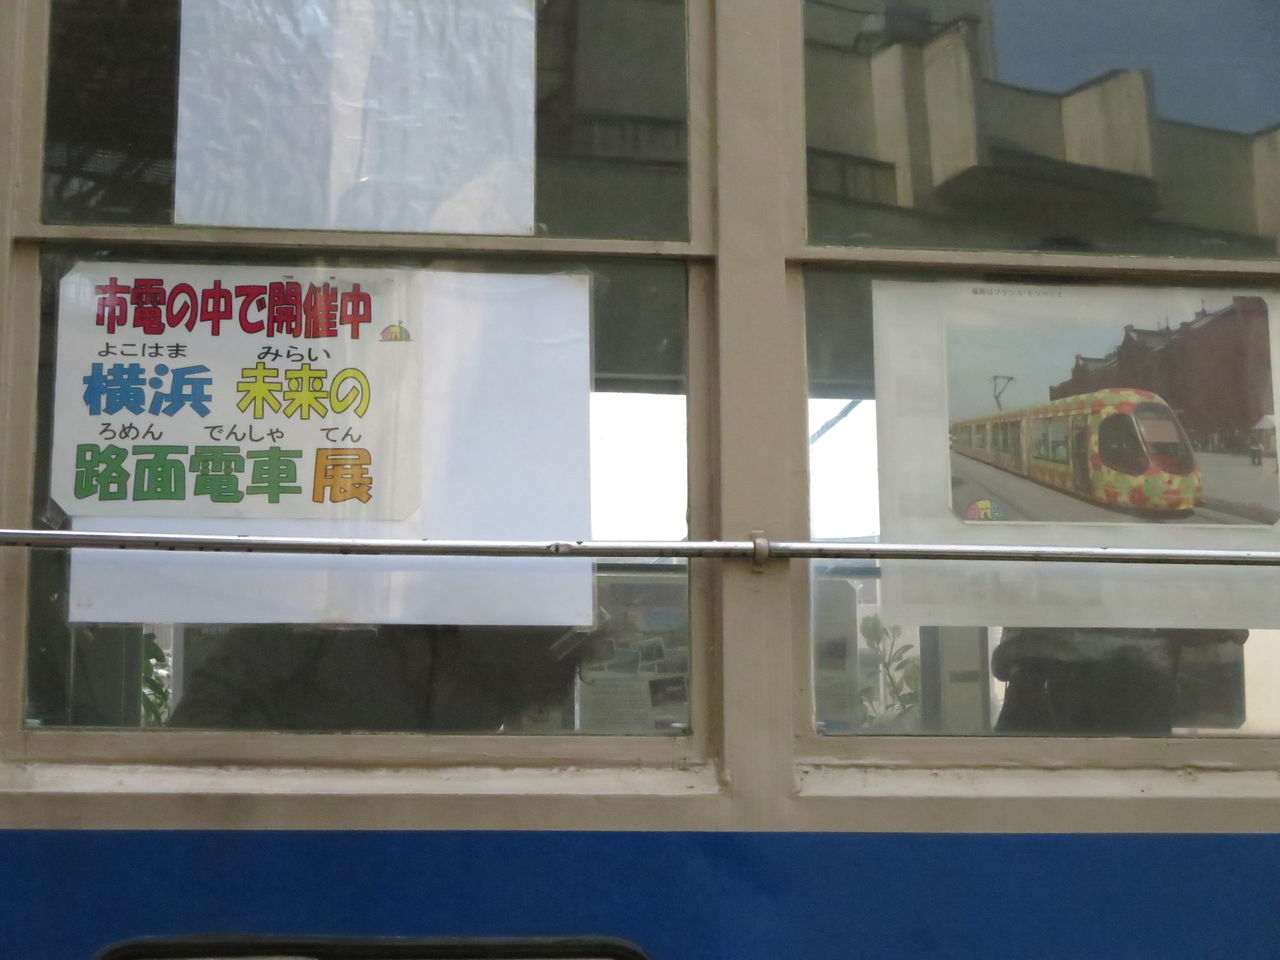 市電の中で開催中
よこはま みらい
横浜 未来の
ろめん でんしゃ てん
路面電車展